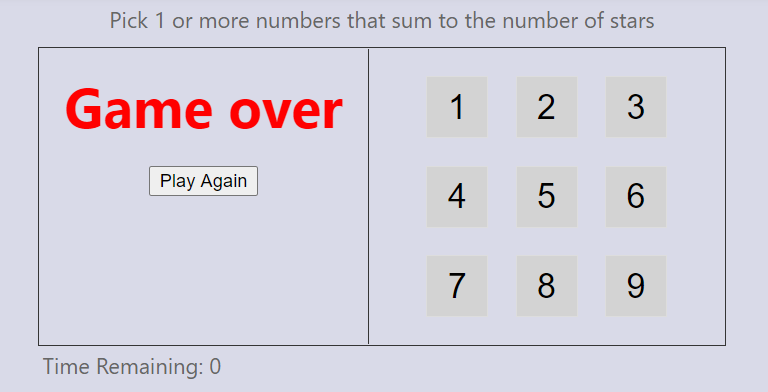 Pick 1 or more numbers that sum to the number of stars
Game over
Play Again
1 2 3
4 5 6
7 8 9
Time Remaining: 0